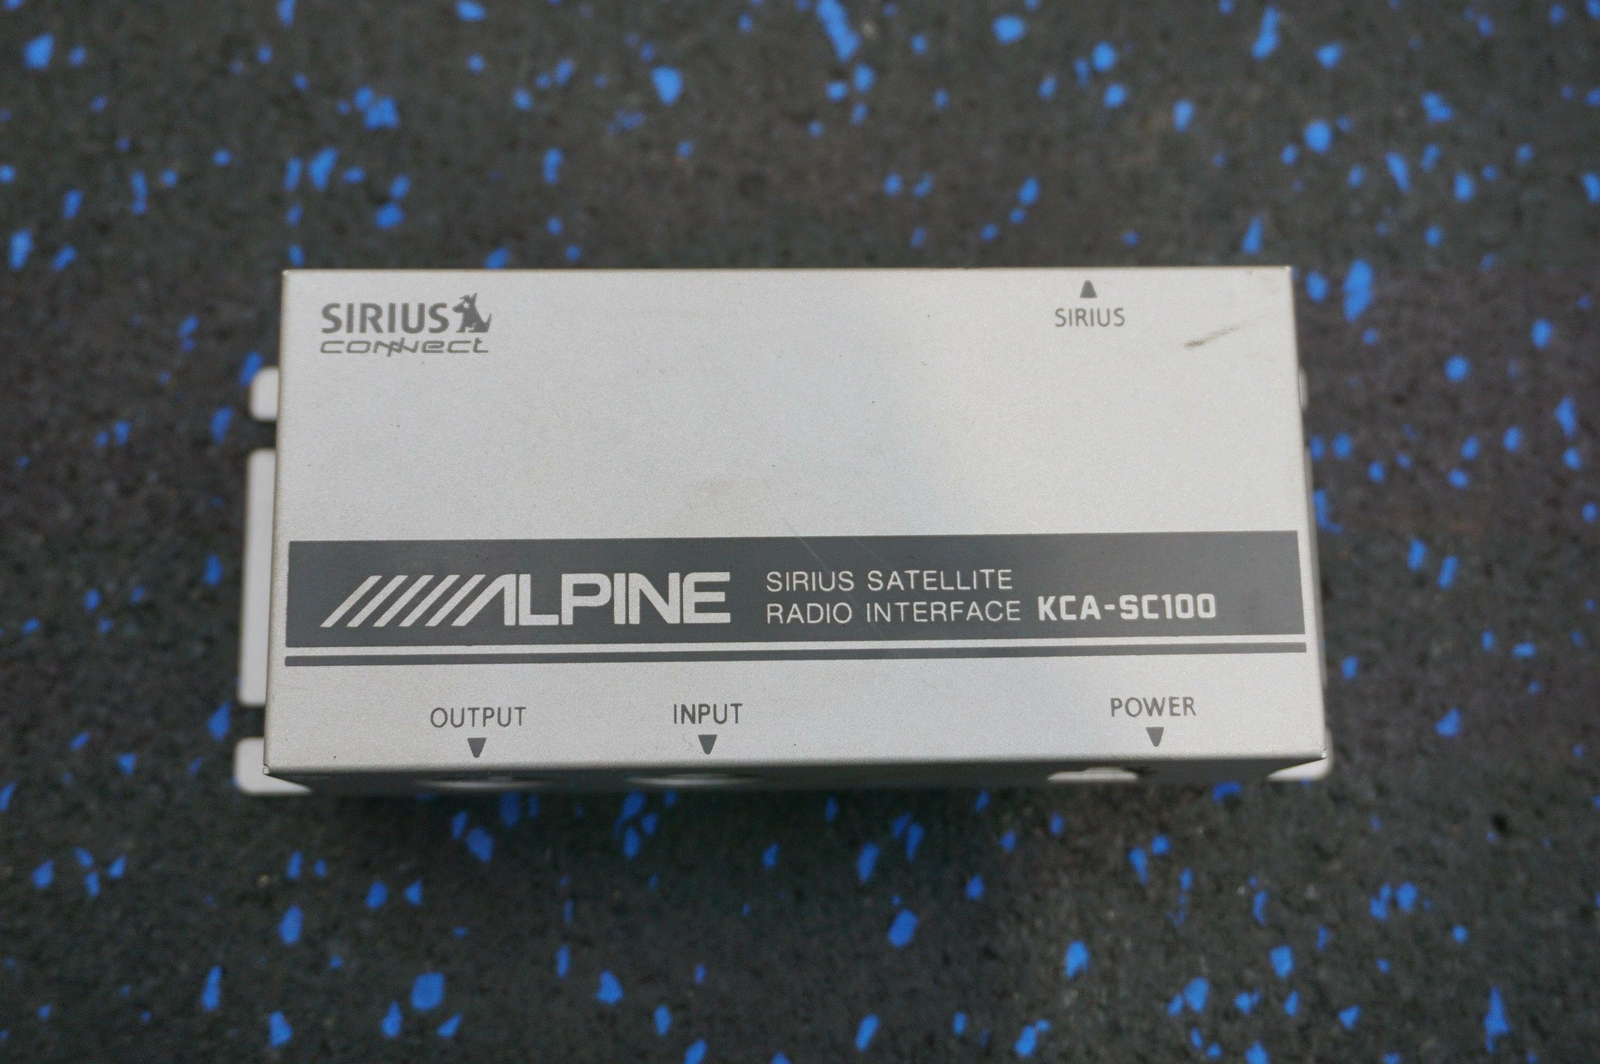 SIRIUS
connect
SIRIUS
ALPINE
SIRIUS SATELLITE
RADIO INTERFACE KCA-SC100
OUTPUT
INPUT
POWER